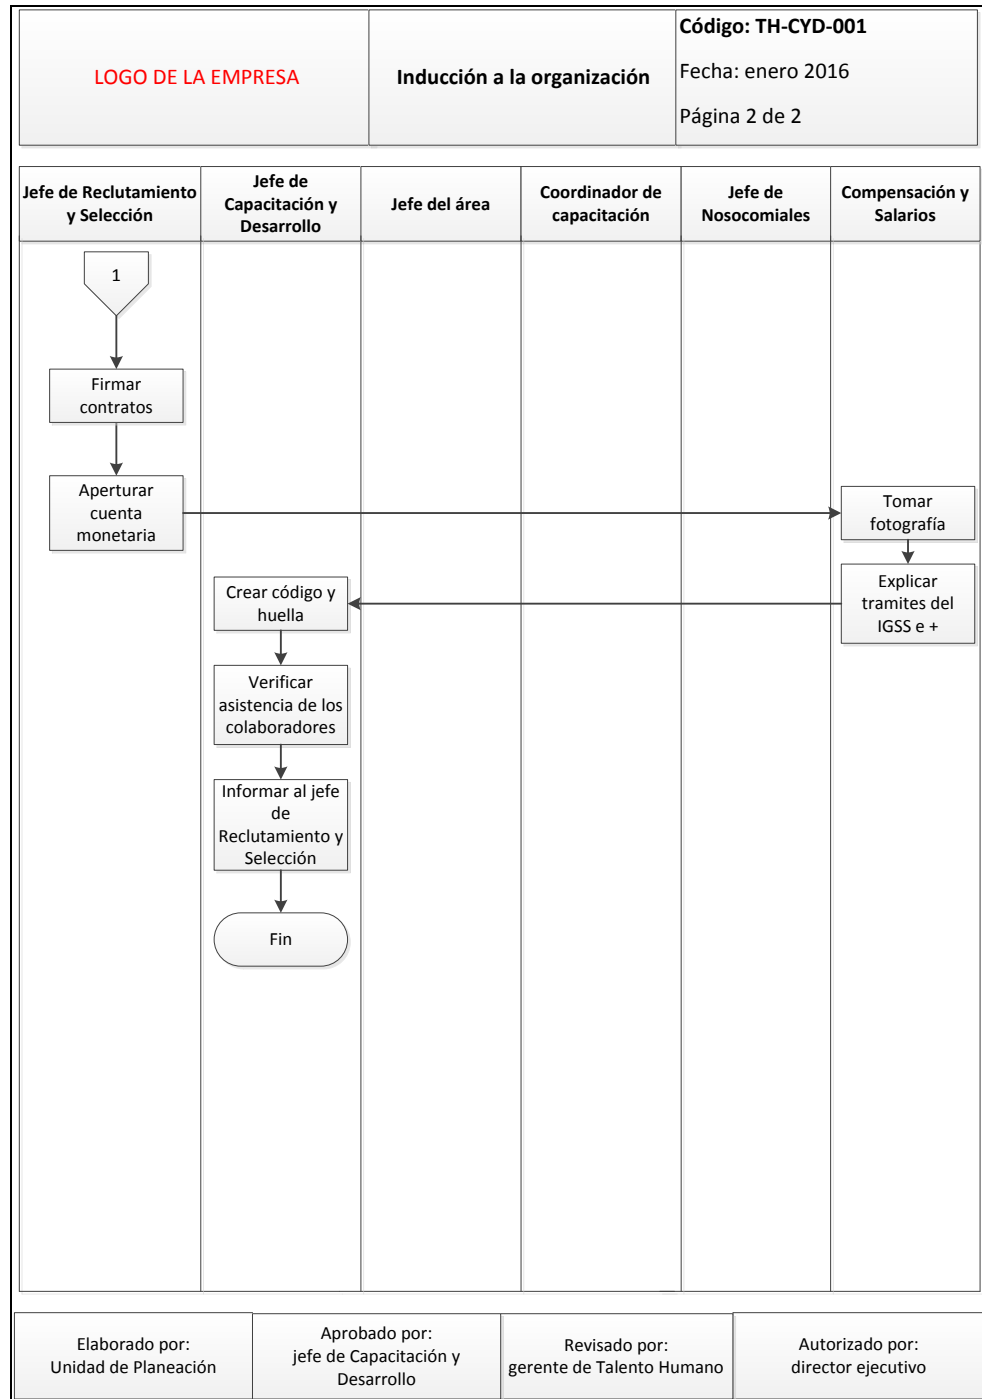 LOGO DE LA EMPRESA
Inducción a la organización
Código: TH-CYD-001
Fecha: enero 2016
Página 2 de 2
Jefe de Reclutamiento
y Selección
Jefe de
Capacitación y
Desarrollo
Jefe del área
Coordinador de
capacitación
Jefe de
Nosocomiales
Compensación y
Salarios
1
Firmar
contratos
Aperturar
cuenta
monetaria
Tomar
fotografía
Explicar
tramites del
IGSS e +
Crear código y
huella
Verificar
asistencia de los
colaboradores
Informar al jefe
de
Reclutamiento y
Selección
Fin
Elaborado por:
Unidad de Planeación
Aprobado por:
jefe de Capacitación y
Desarrollo
Revisado por:
gerente de Talento Humano
Autorizado por:
director ejecutivo